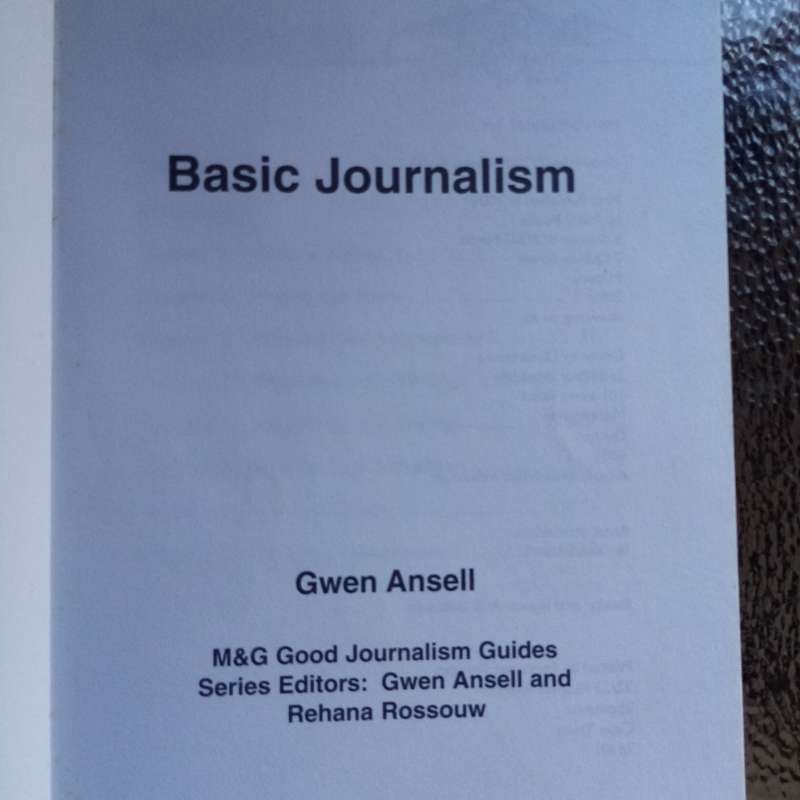 Basic Journalism
Gwen Ansell
M&G Good Journalism Guides
Series Editors: Gwen Ansell and
Rehana Rossouw